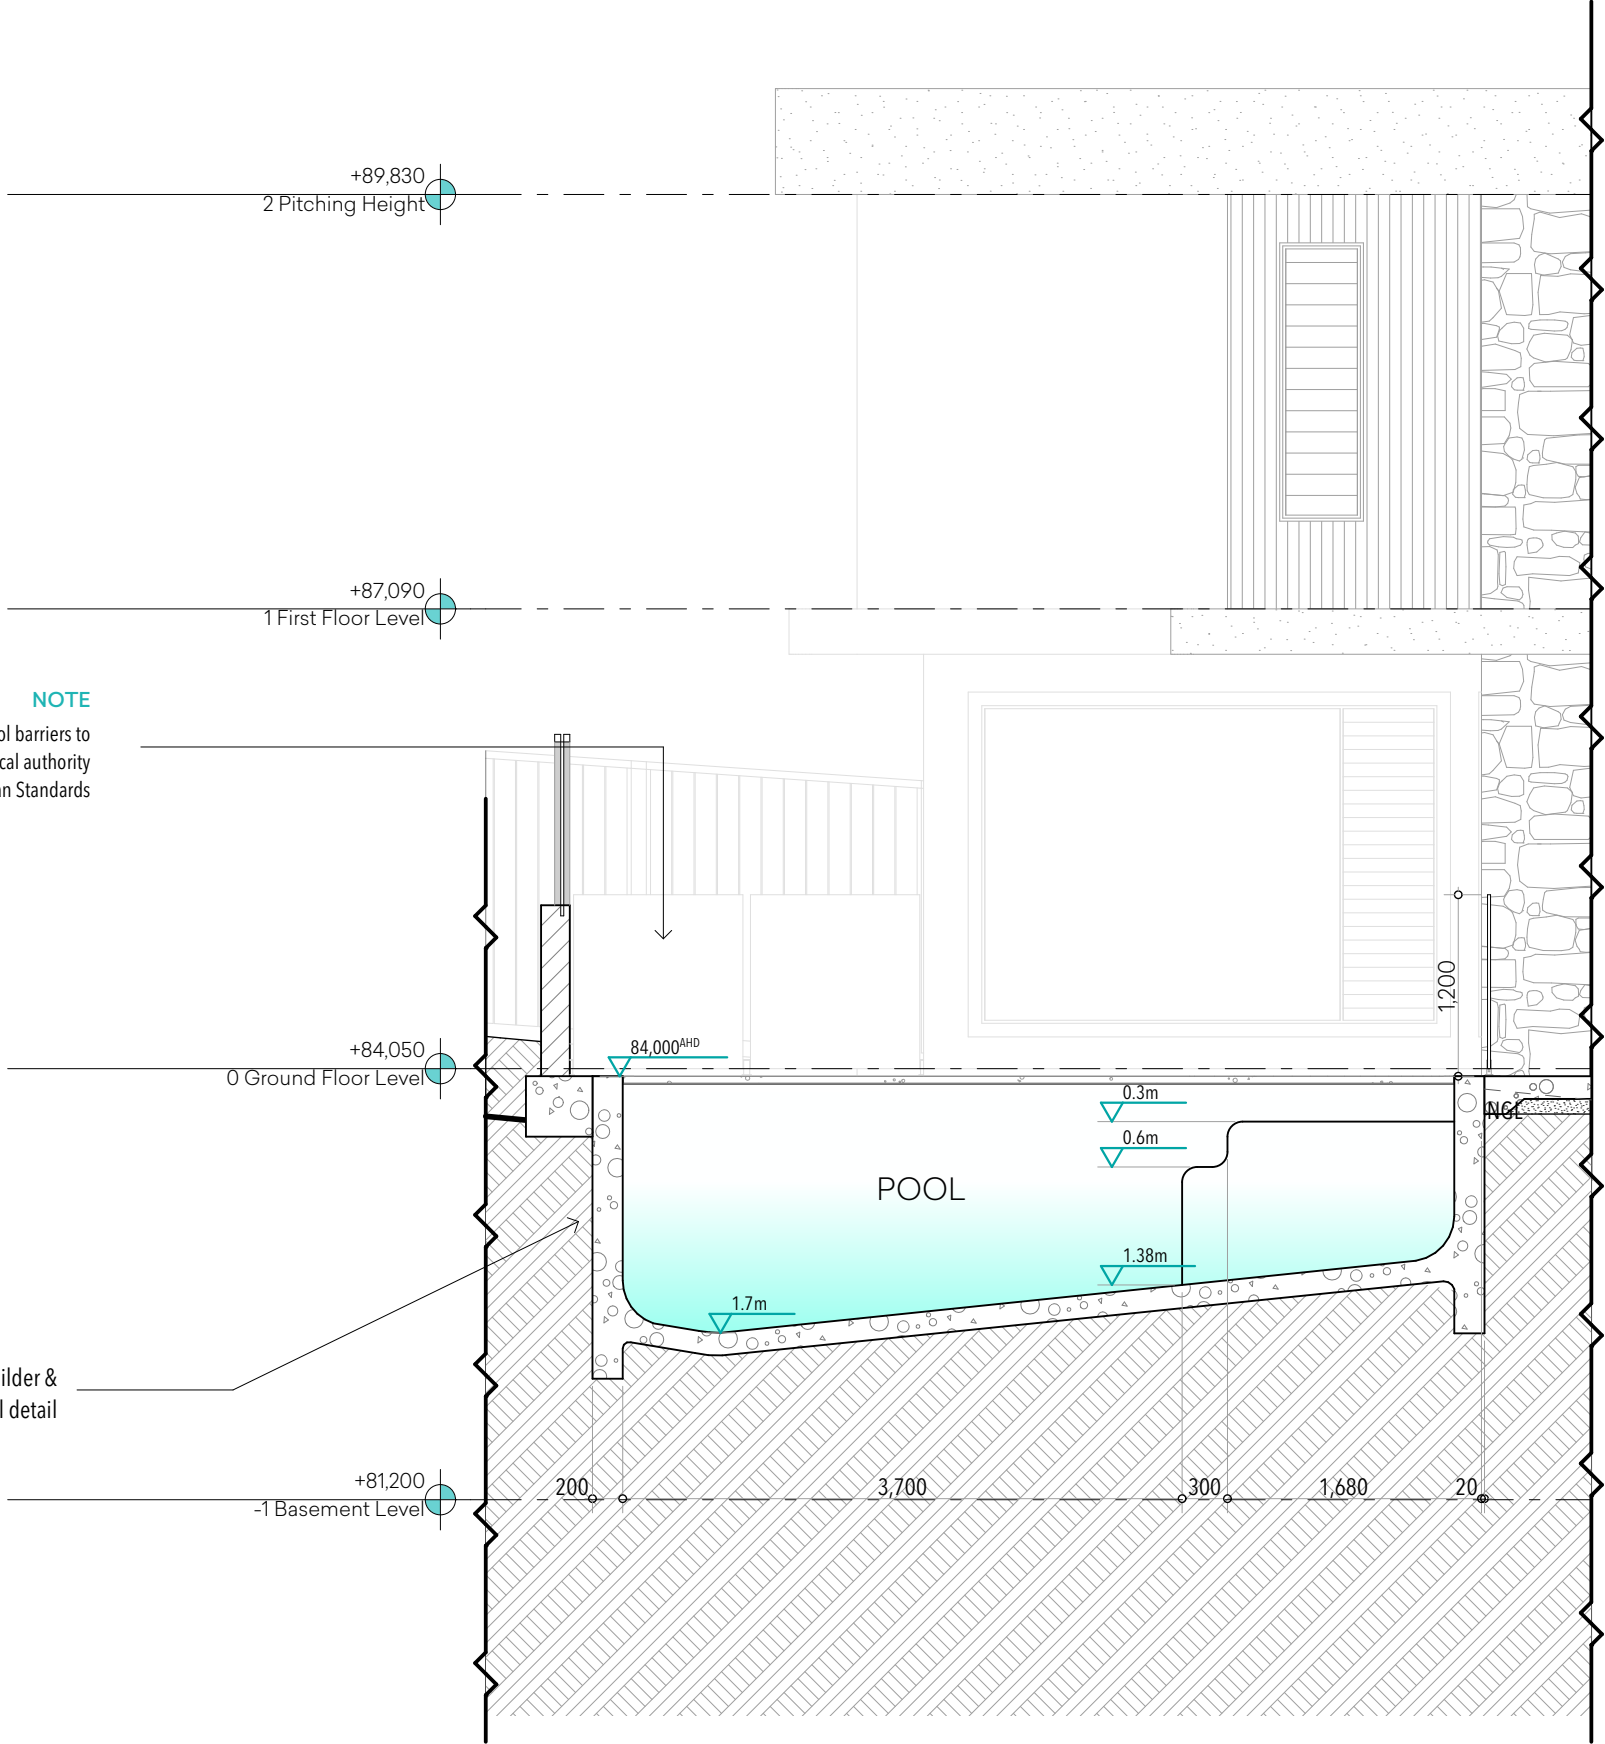 +89,830
2 Pitching Height
+87,090
1 First Floor Level
NOTE
ol barriers to
cal authority
an Standards
1,200
+84,050
0 Ground Floor Level
84,000AHD
0.3m
NGL
0.6m
POOL
1.38m
1.7m
ilder &
l detail
+81,200
-1 Basement Level
200
3,700
300
1,680
20